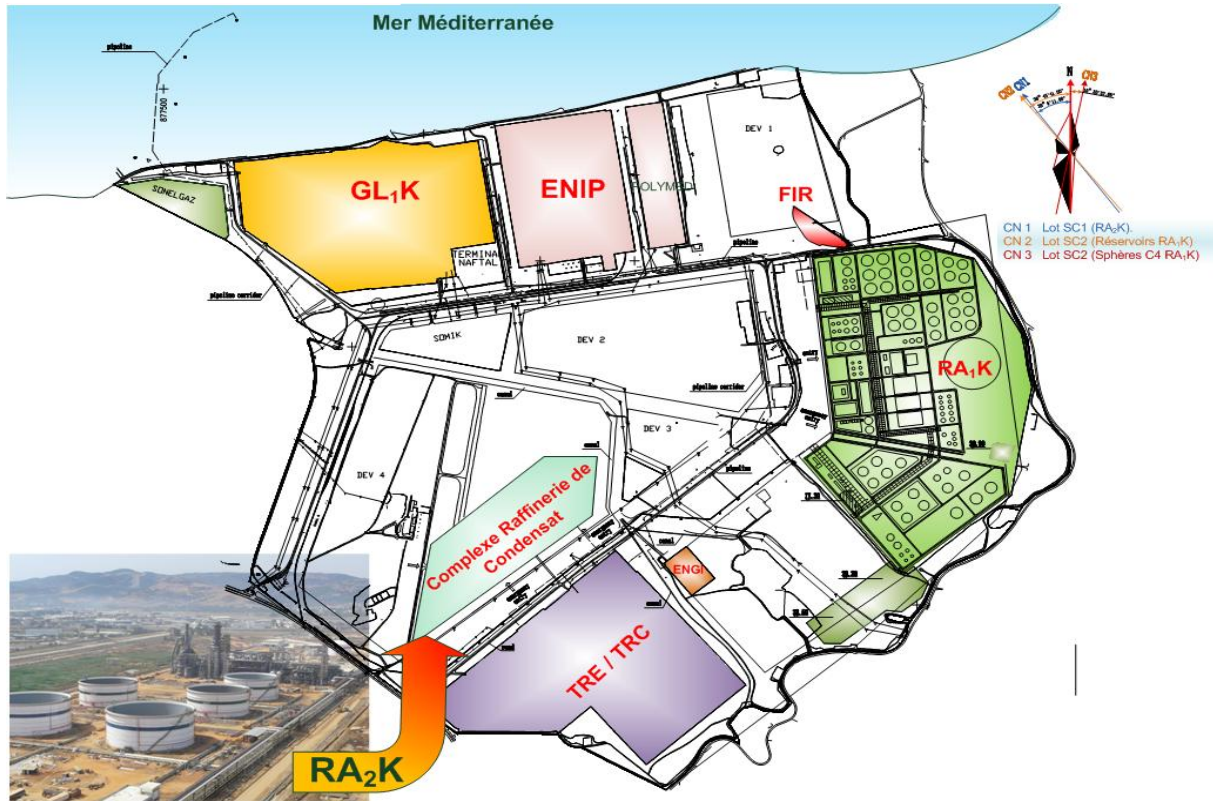 Mer Méditerranée
pipeline
877500
N
CN3
CN2 CN1
SONELGAZ
GL₁K
ENIP
POLYMED
DEV 1
FIR
CN 1 Lot SC1 (RA₂K).
CN 2 Lot SC2 (Réservoirs RA₁K)
CN 3 Lot SC2 (Sphères C4 RA₁K)
TERMINAL
NAFTAL
pipeline
pipeline corridor
SOMIK
DEV 2
entry
RA₁K
pipeline corridor
canal
DEV 3
canal
pipeline
DEV 4
Complexe Raffinerie de
Condensat
canal
ENGI
canal
road
TRE / TRC
RA₂K